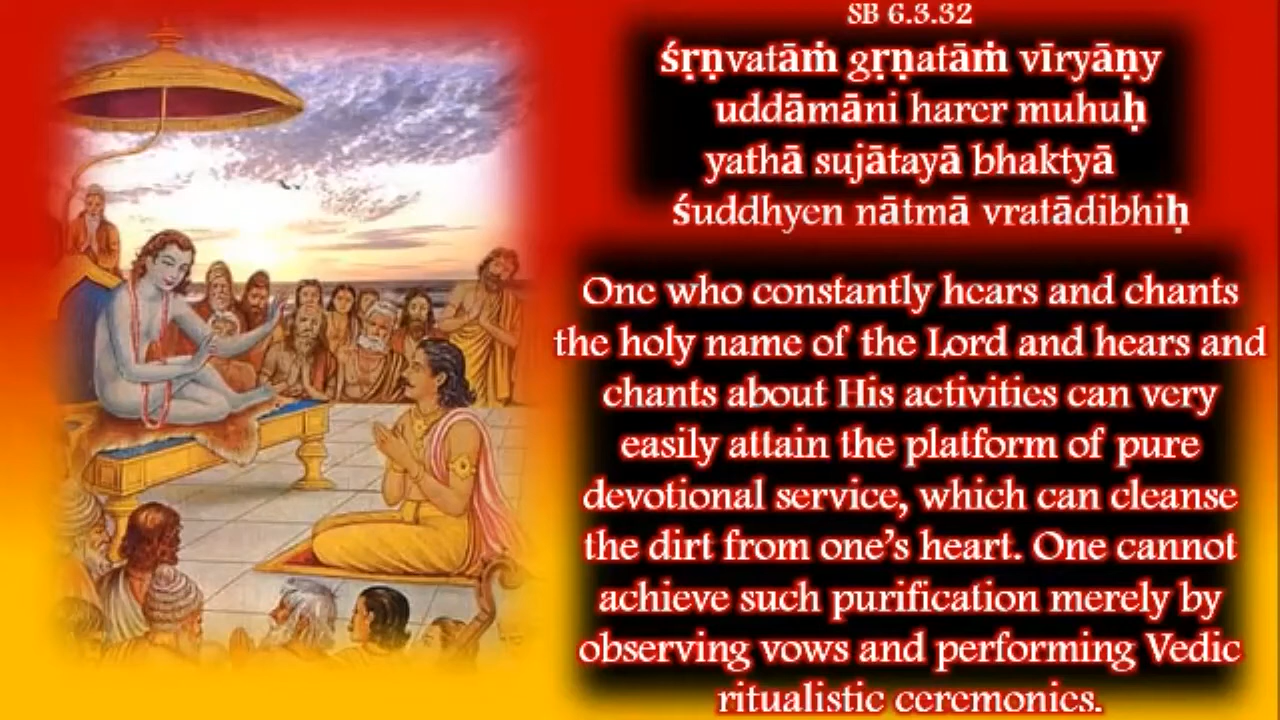 SB 6.3.32
śṛṇvatāṁ gṛṇatāṁ vīryāṇy
uddāmāni harer muhuḥ
yathā sujātayā bhaktyā
śuddhyen nātmā vratādibhiḥ
One who constantly hears and chants
the holy name of the Lord and hears and
chants about His activities can very
easily attain the platform of pure
devotional service, which can cleanse
the dirt from one’s heart. One cannot
achieve such purification merely by
observing vows and performing Vedic
ritualistic ceremonies.